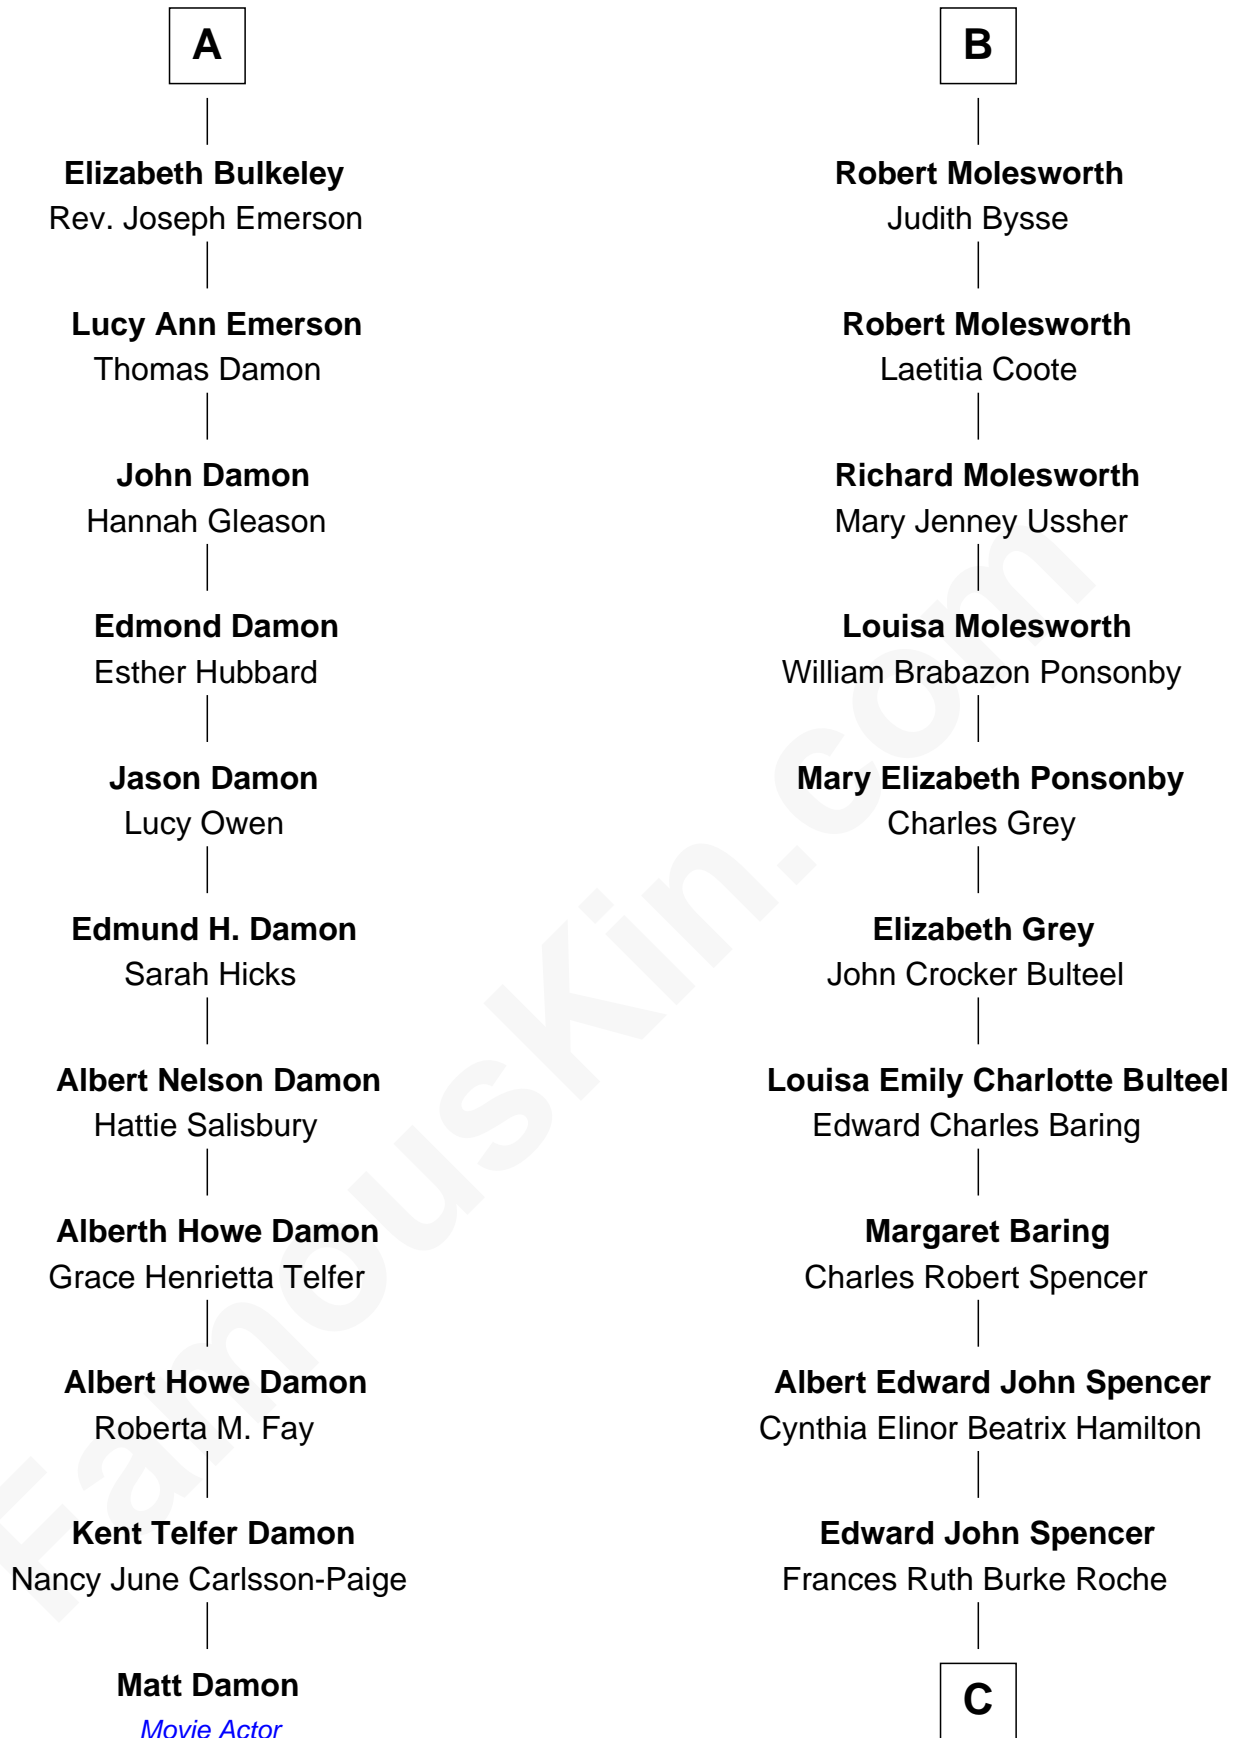 A
Elizabeth Bulkeley
Rev. Joseph Emerson
Lucy Ann Emerson
Thomas Damon
John Damon
Hannah Gleason
Edmond Damon
Esther Hubbard
Jason Damon
Lucy Owen
Edmund H. Damon
Sarah Hicks
Albert Nelson Damon
Hattie Salisbury
Alberth Howe Damon
Grace Henrietta Telfer
Albert Howe Damon
Roberta M. Fay
Kent Telfer Damon
Nancy June Carlsson-Paige
Matt Damon
Movie Actor
B
Robert Molesworth
Judith Bysse
Robert Molesworth
Laetitia Coote
Richard Molesworth
Mary Jenney Ussher
Louisa Molesworth
William Brabazon Ponsonby
Mary Elizabeth Ponsonby
Charles Grey
Elizabeth Grey
John Crocker Bulteel
Louisa Emily Charlotte Bulteel
Edward Charles Baring
Margaret Baring
Charles Robert Spencer
Albert Edward John Spencer
Cynthia Elinor Beatrix Hamilton
Edward John Spencer
Frances Ruth Burke Roche
C
FamousKin.com